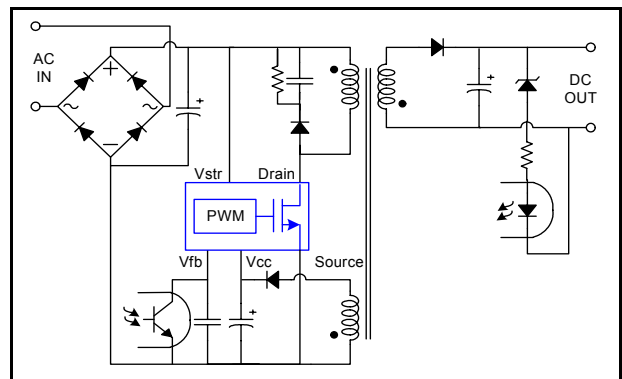 AC
IN
+
~
~
−
+
+
DC
OUT
Vstr
Drain
PWM
Vfb
Vcc
Source
+